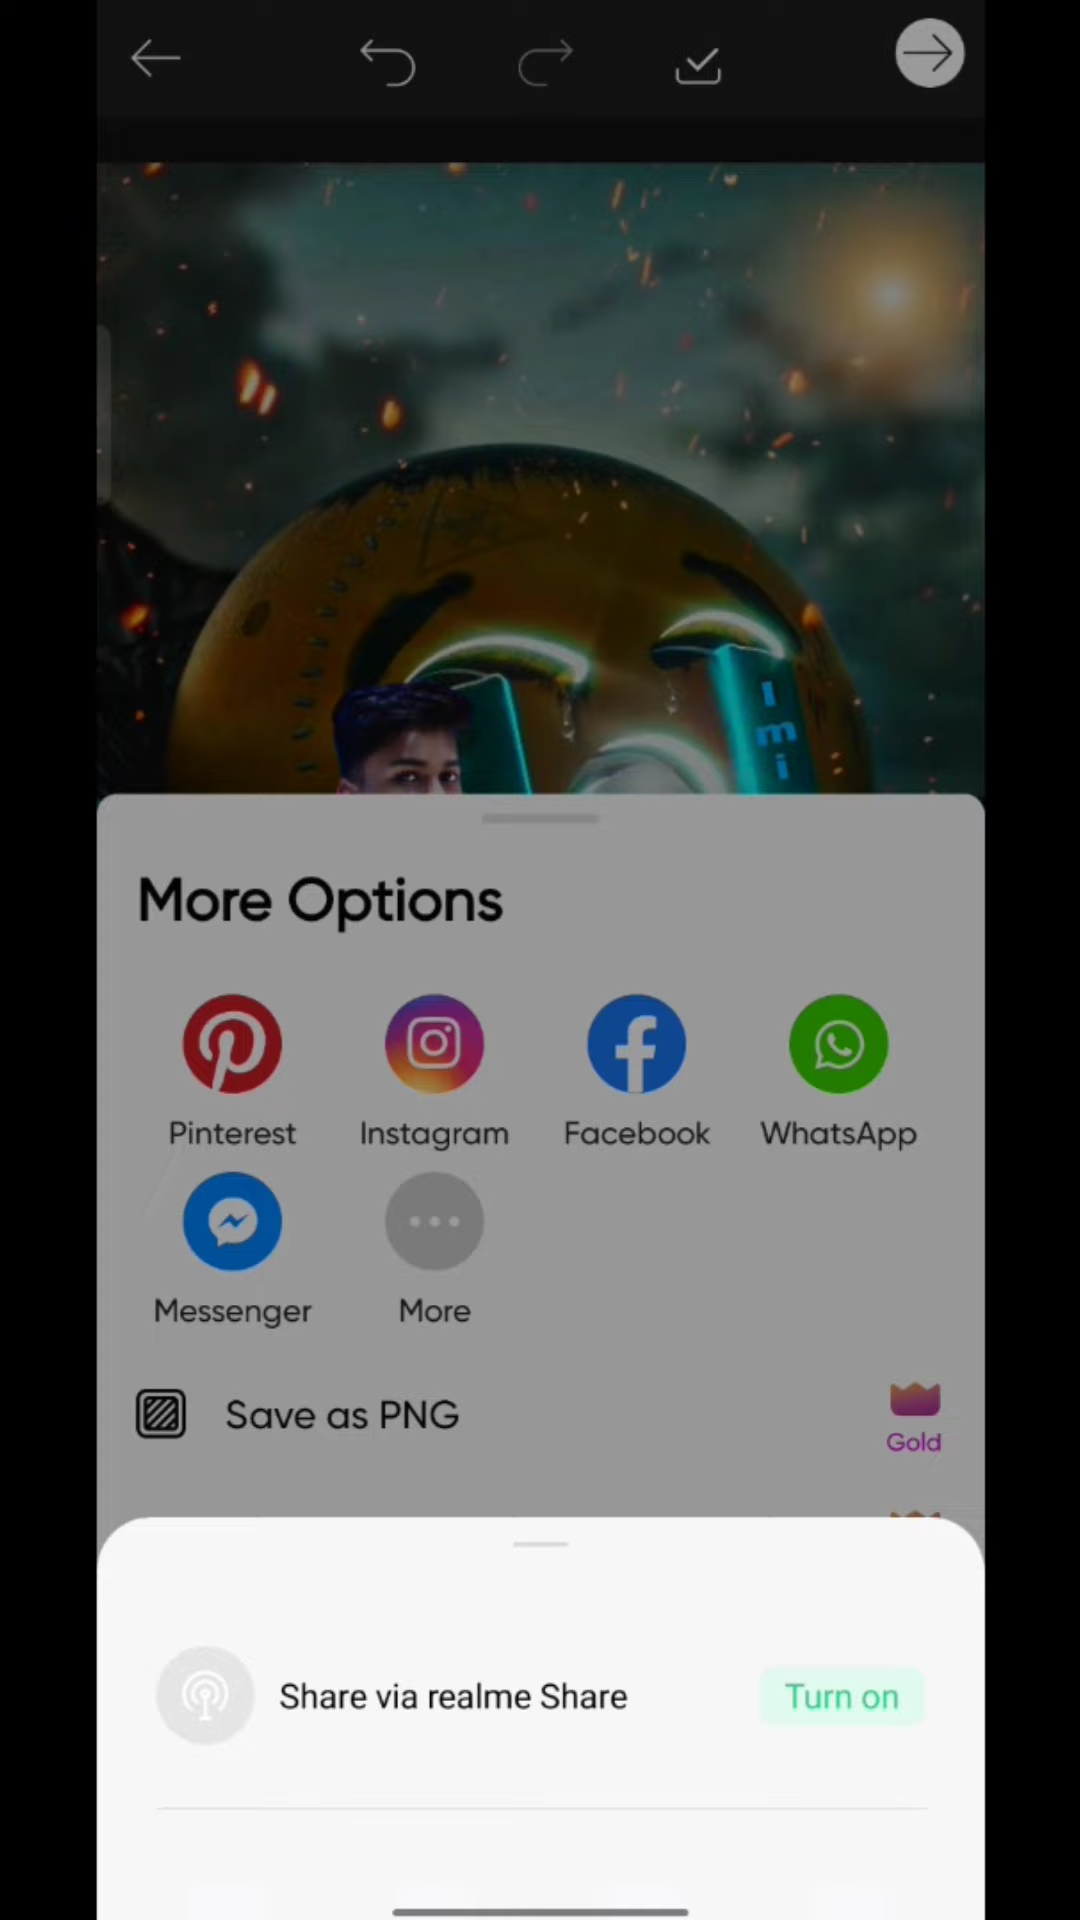 I
m
i
More Options
Pinterest
Instagram
Facebook
WhatsApp
Messenger
More
Save as PNG
Gold
Share via realme Share
Turn on